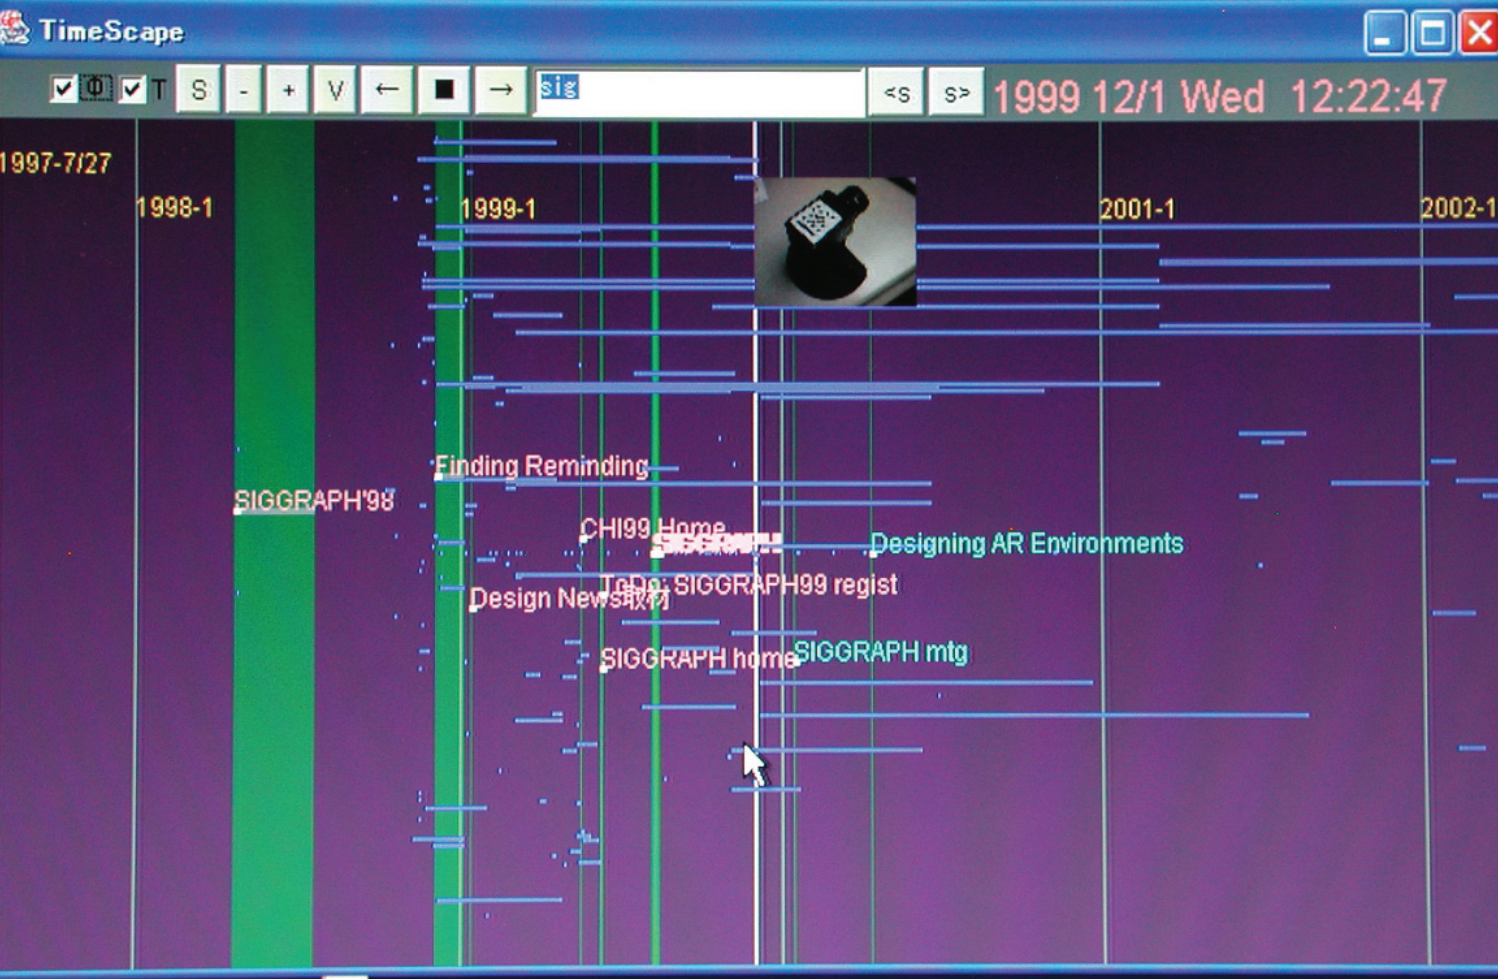 TimeScape
Φ T S - + V ← ■ → sig <s s> 1999 12/1 Wed 12:22:47
1997-7/27
1998-1 1999-1 2001-1 2002-1
Finding Reminding
SIGGRAPH'98
CHI99 Home
SIGGRAPH
Designing AR Environments
ToDo: SIGGRAPH99 regist
Design News取材
SIGGRAPH home
SIGGRAPH mtg